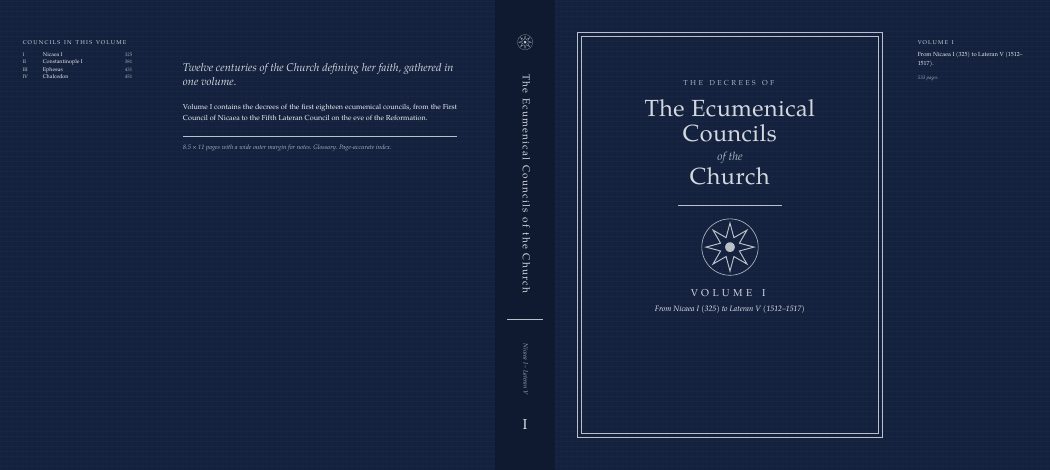 COUNCILS IN THIS VOLUME
I Nicaea I 325
II Constantinople I 381
III Ephesus 431
IV Chalcedon 451
Twelve centuries of the Church defining her faith, gathered in
one volume.
Volume I contains the decrees of the first eighteen ecumenical councils, from the First
Council of Nicaea to the Fifth Lateran Council on the eve of the Reformation.
8.5 × 11 pages with a wide outer margin for notes. Glossary. Page-accurate index.
The Ecumenical Councils of the Church
Nicaea I – Lateran V
I
THE DECREES OF
The Ecumenical
Councils
of the
Church
VOLUME I
From Nicaea I (325) to Lateran V (1512–1517)
VOLUME I
From Nicaea I (325) to Lateran V (1512–
1517).
pages